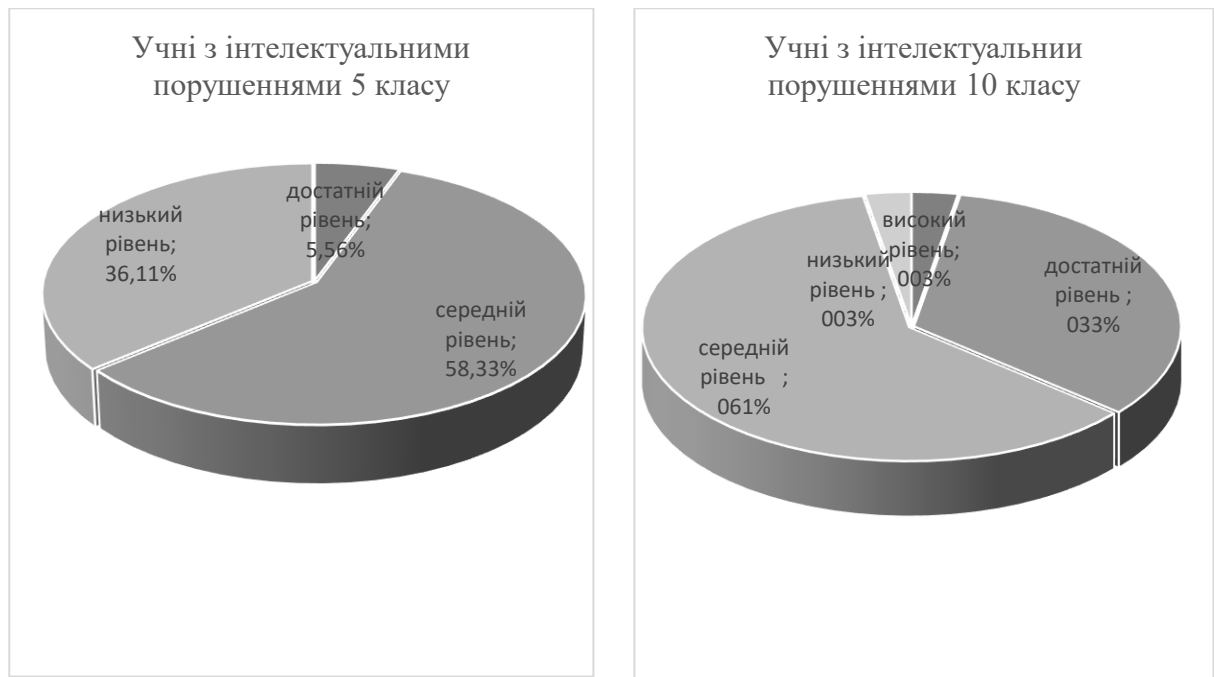 Учні з інтелектуальними
порушеннями 5 класу
достатній
рівень;
5,56%
низький
рівень;
36,11%
середній
рівень;
58,33%
Учні з інтелектуальнии
порушеннями 10 класу
високий
рівень;
003%
достатній
рівень ;
033%
низький
рівень ;
003%
середній
рівень ;
061%